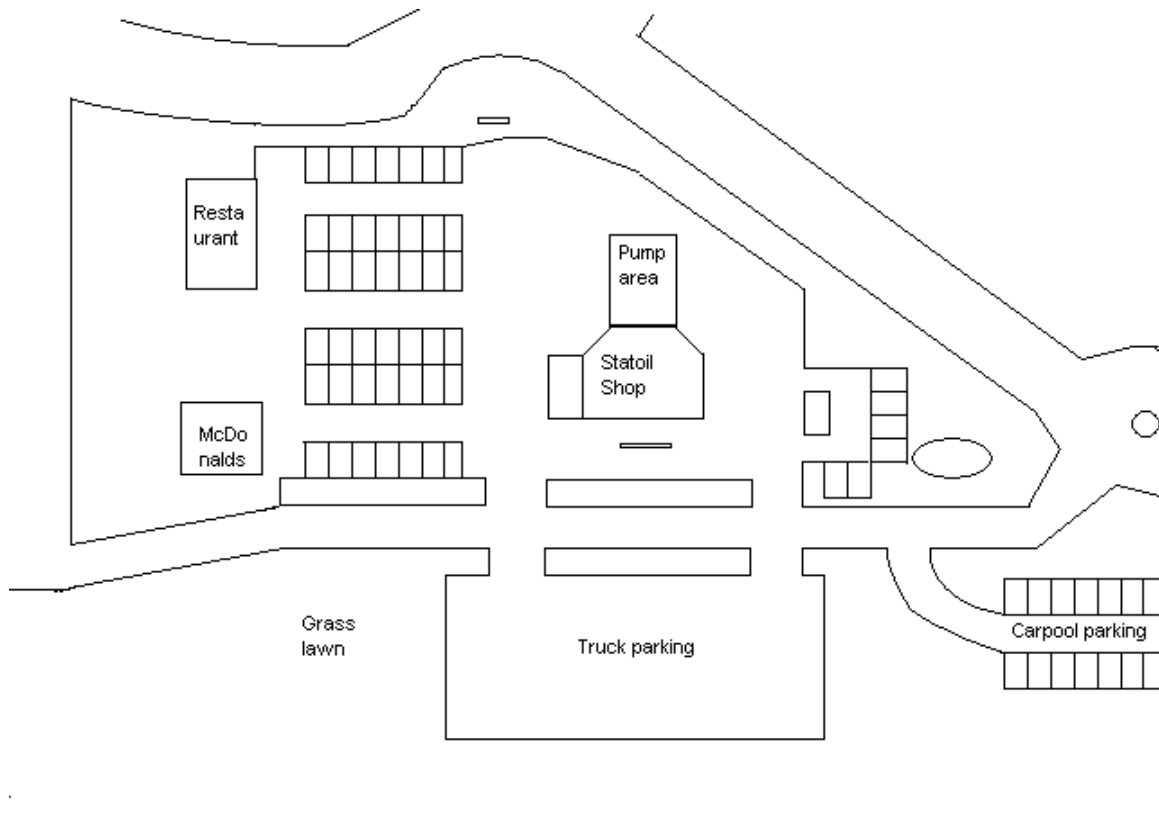 Resta
urant
Pump
area
Statoil
Shop
McDo
nalds
Grass
lawn
Truck parking
Carpool parking